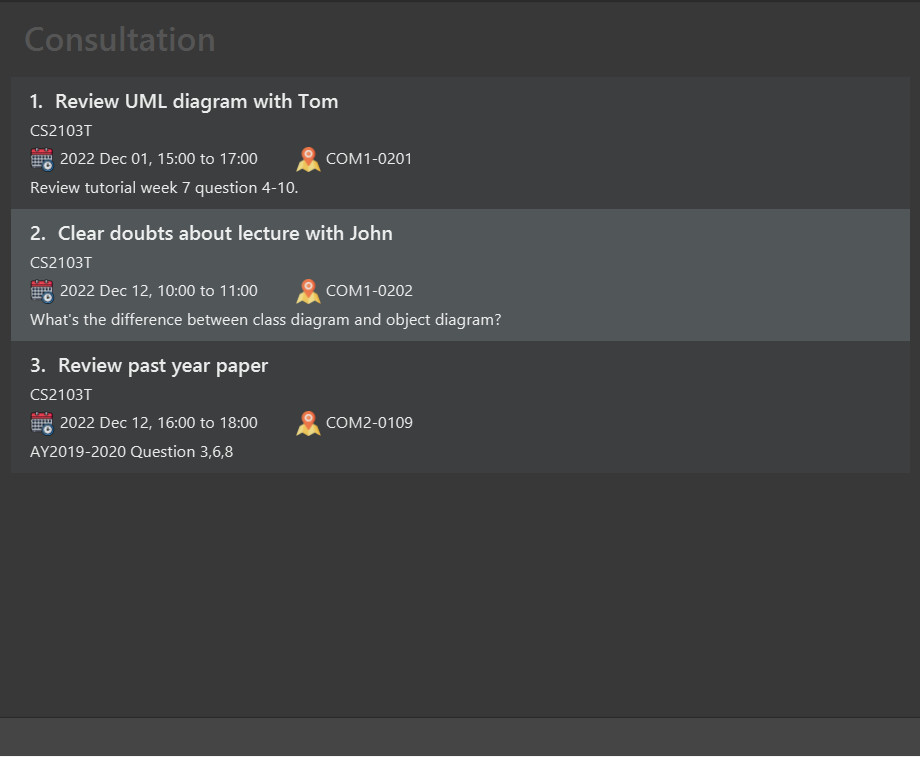 Consultation
1. Review UML diagram with Tom
CS2103T
2022 Dec 01, 15:00 to 17:00 COM1-0201
Review tutorial week 7 question 4-10.
2. Clear doubts about lecture with John
CS2103T
2022 Dec 12, 10:00 to 11:00 COM1-0202
What's the difference between class diagram and object diagram?
3. Review past year paper
CS2103T
2022 Dec 12, 16:00 to 18:00 COM2-0109
AY2019-2020 Question 3,6,8